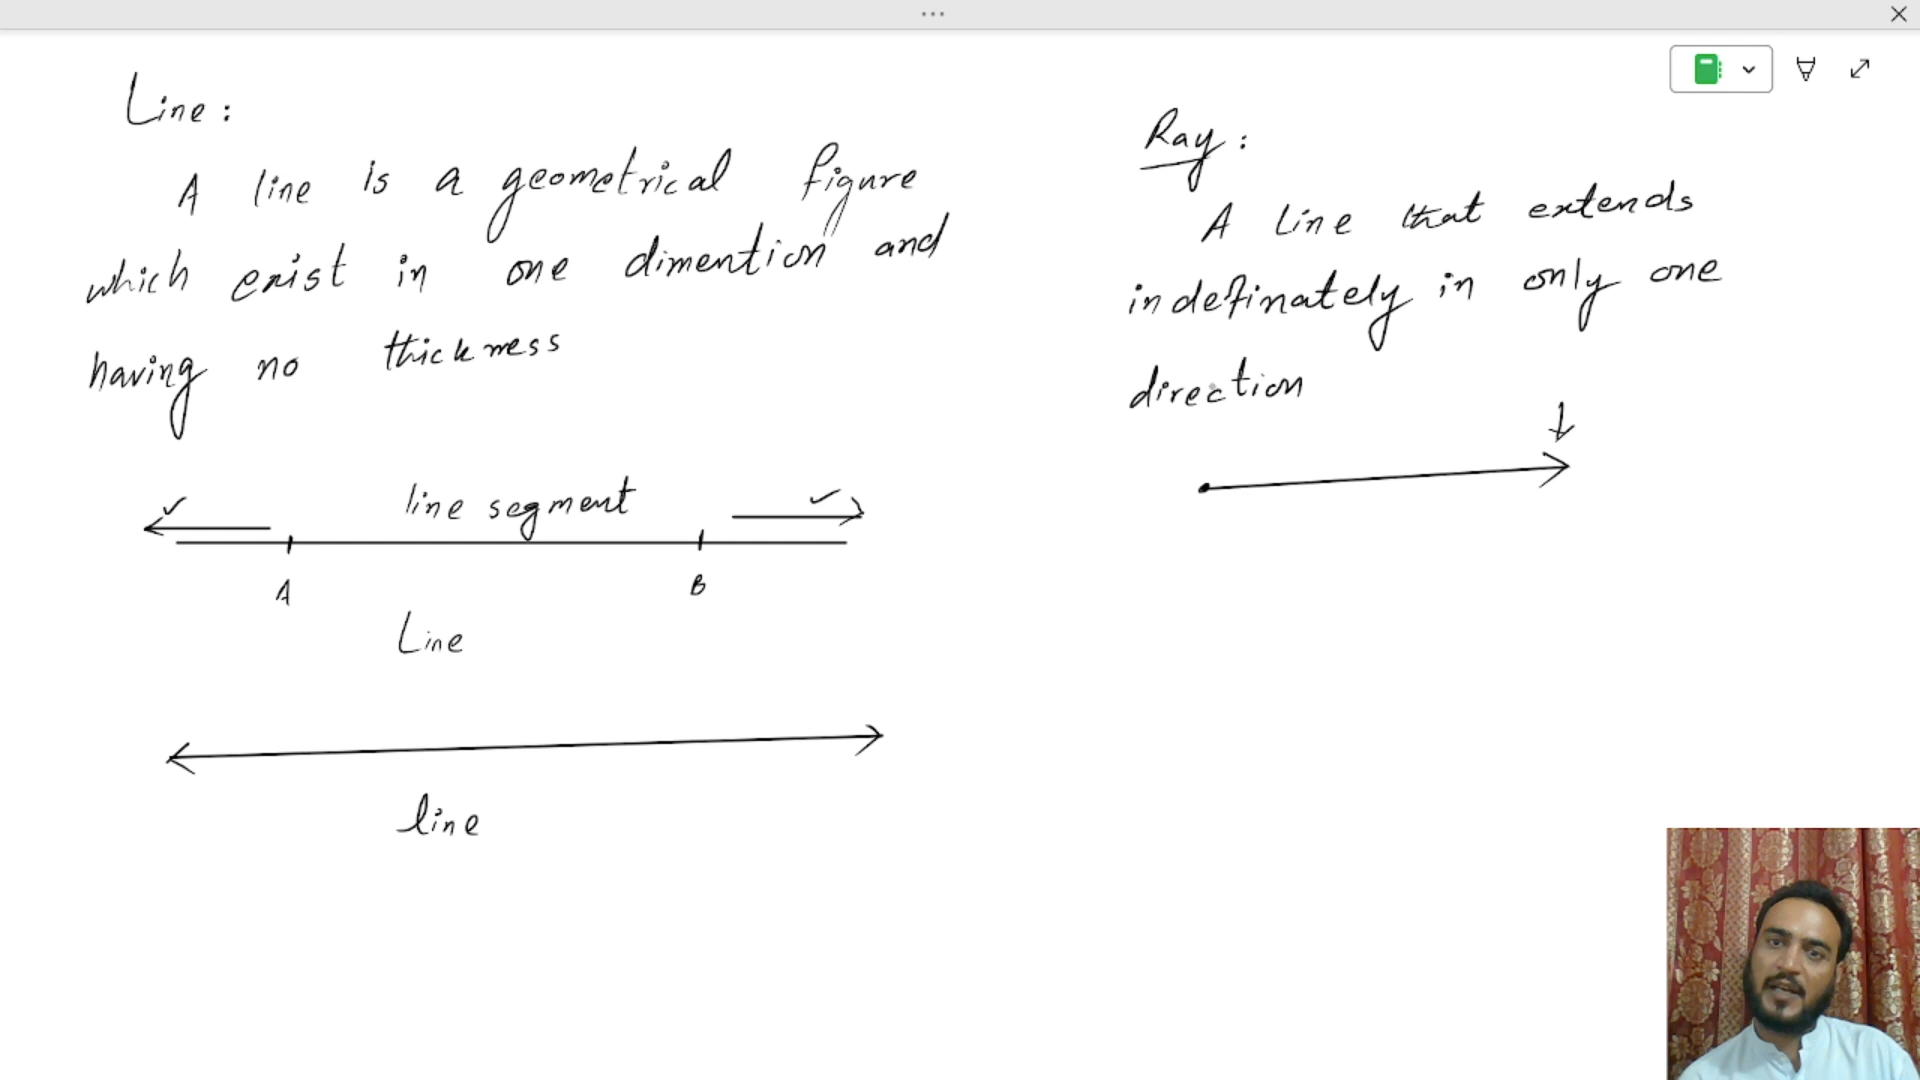 Line:
A line is a geometrical figure
which exist in one dimention and
having no thickness
line segment
A B
Line
line
Ray:
A Line that extends
indefinately in only one
direction